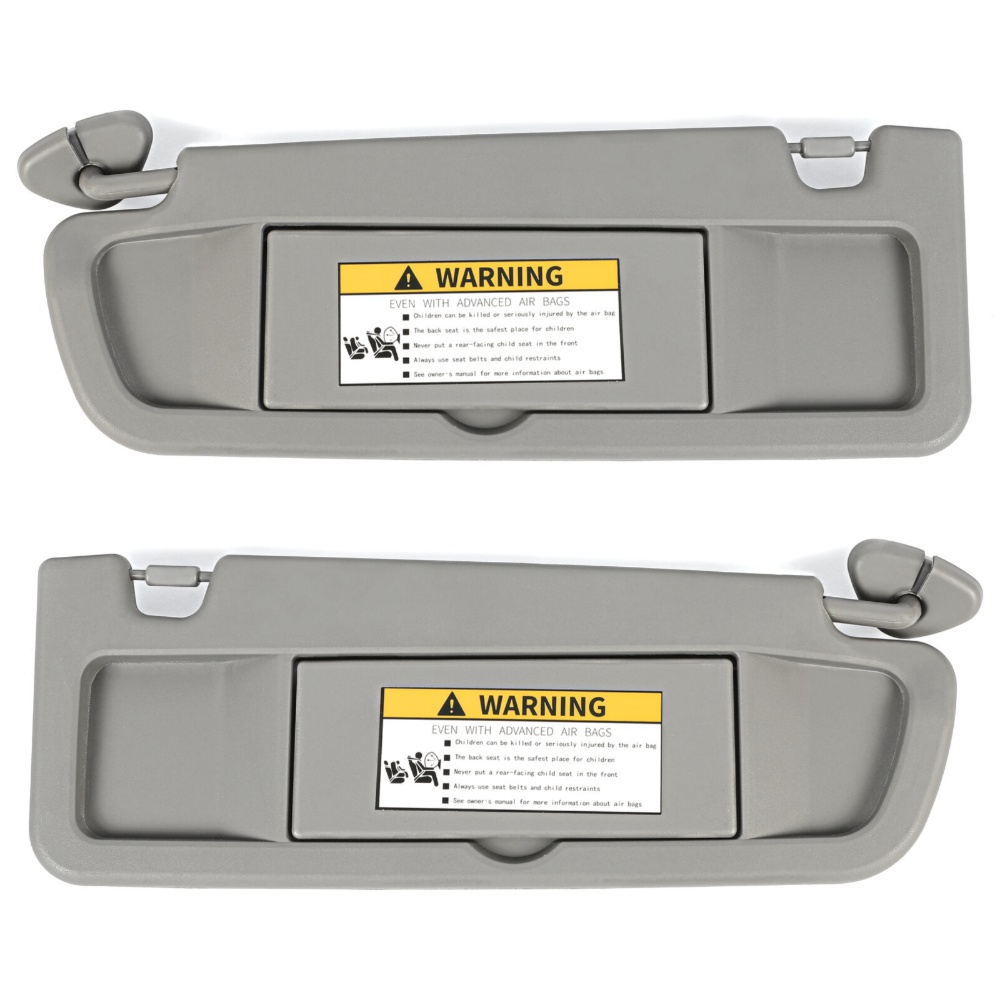 WARNING
EVEN WITH ADVANCED AIR BAGS
Children can be killed or seriously injured by the air bag
The back seat is the safest place for children
Never put a rear-facing child seat in the front
Always use seat belts and child restraints
See owner's manual for more information about air bags
WARNING
EVEN WITH ADVANCED AIR BAGS
Children can be killed or seriously injured by the air bag
The back seat is the safest place for children
Never put a rear-facing child seat in the front
Always use seat belts and child restraints
See owner's manual for more information about air bags